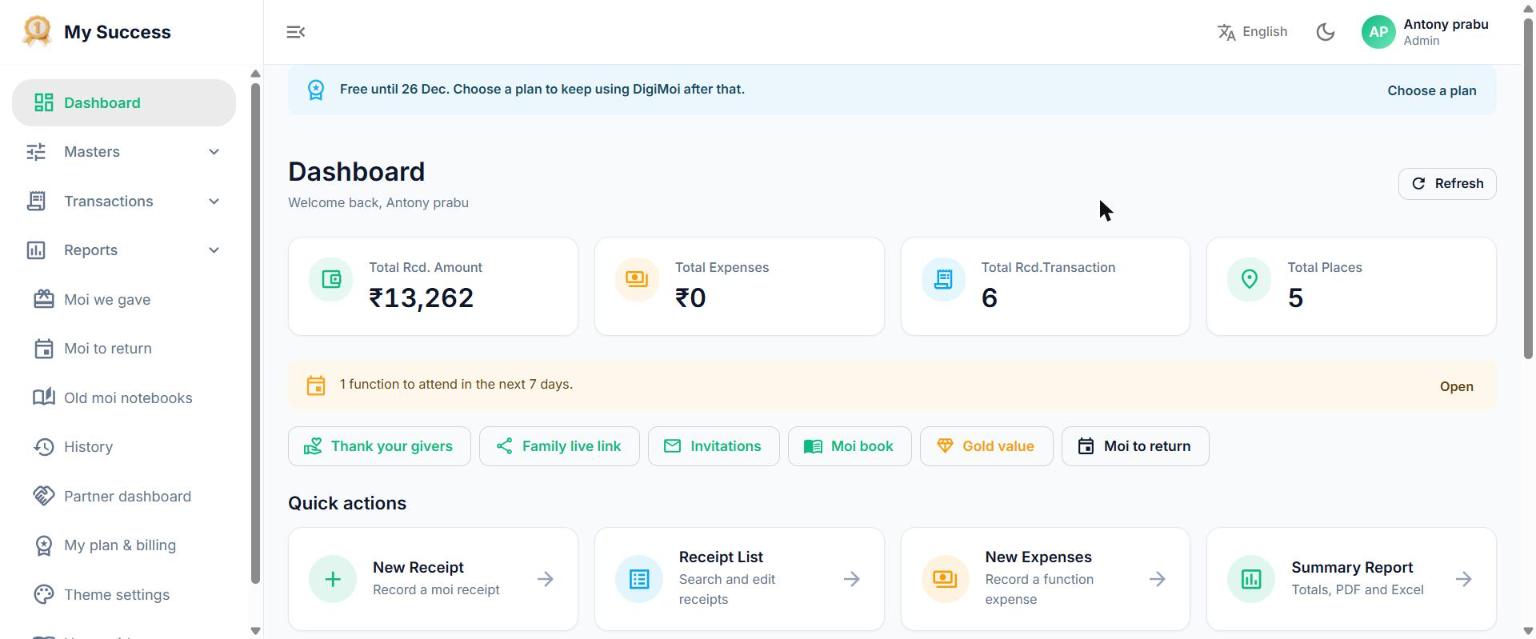 My Success
English
AP
Antony prabu
Admin
Dashboard
Masters
Transactions
Reports
Moi we gave
Moi to return
Old moi notebooks
History
Partner dashboard
My plan & billing
Theme settings
Free until 26 Dec. Choose a plan to keep using DigiMoi after that.
Choose a plan
Dashboard
Welcome back, Antony prabu
Refresh
Total Rcd. Amount
₹13,262
Total Expenses
₹0
Total Rcd.Transaction
6
Total Places
5
1 function to attend in the next 7 days.
Open
Thank your givers
Family live link
Invitations
Moi book
Gold value
Moi to return
Quick actions
New Receipt
Record a moi receipt
Receipt List
Search and edit
receipts
New Expenses
Record a function
expense
Summary Report
Totals, PDF and Excel